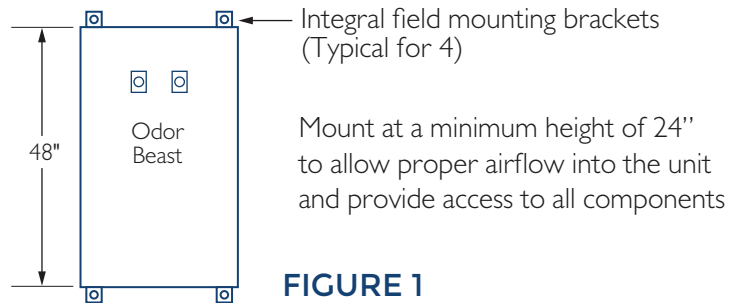 Integral field mounting brackets
(Typical for 4)
Odor
Beast
48"
Mount at a minimum height of 24’’
to allow proper airflow into the unit
and provide access to all components
FIGURE 1